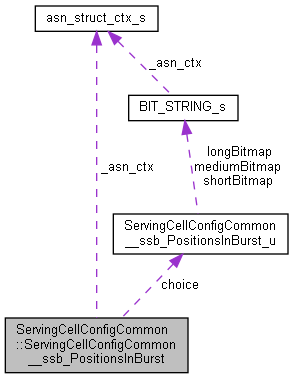 asn_struct_ctx_s
_asn_ctx
BIT_STRING_s
_asn_ctx
longBitmap
mediumBitmap
shortBitmap
ServingCellConfigCommon
__ssb_PositionsInBurst_u
choice
ServingCellConfigCommon
::ServingCellConfigCommon
__ssb_PositionsInBurst